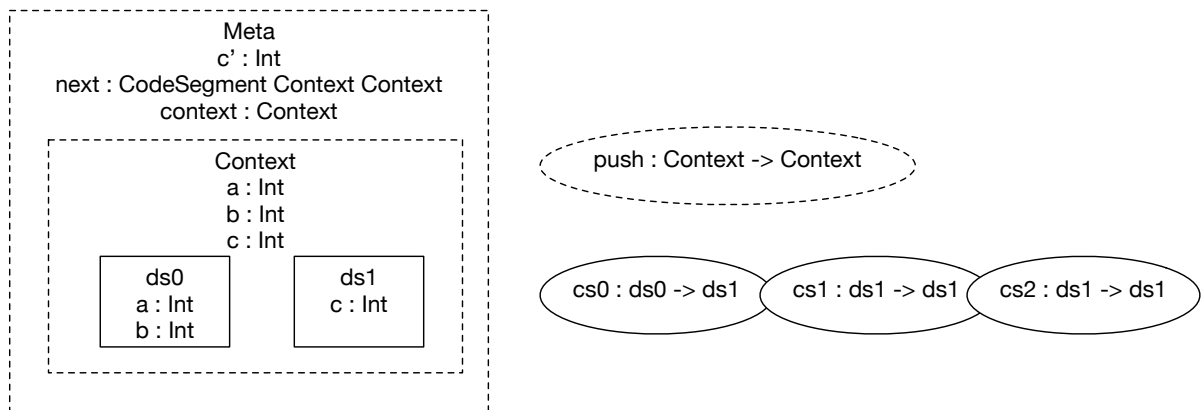 Meta
c’ : Int
next : CodeSegment Context Context
context : Context
Context
a : Int
b : Int
c : Int
ds0
a : Int
b : Int
ds1
c : Int
push : Context -> Context
cs0 : ds0 -> ds1
cs1 : ds1 -> ds1
cs2 : ds1 -> ds1